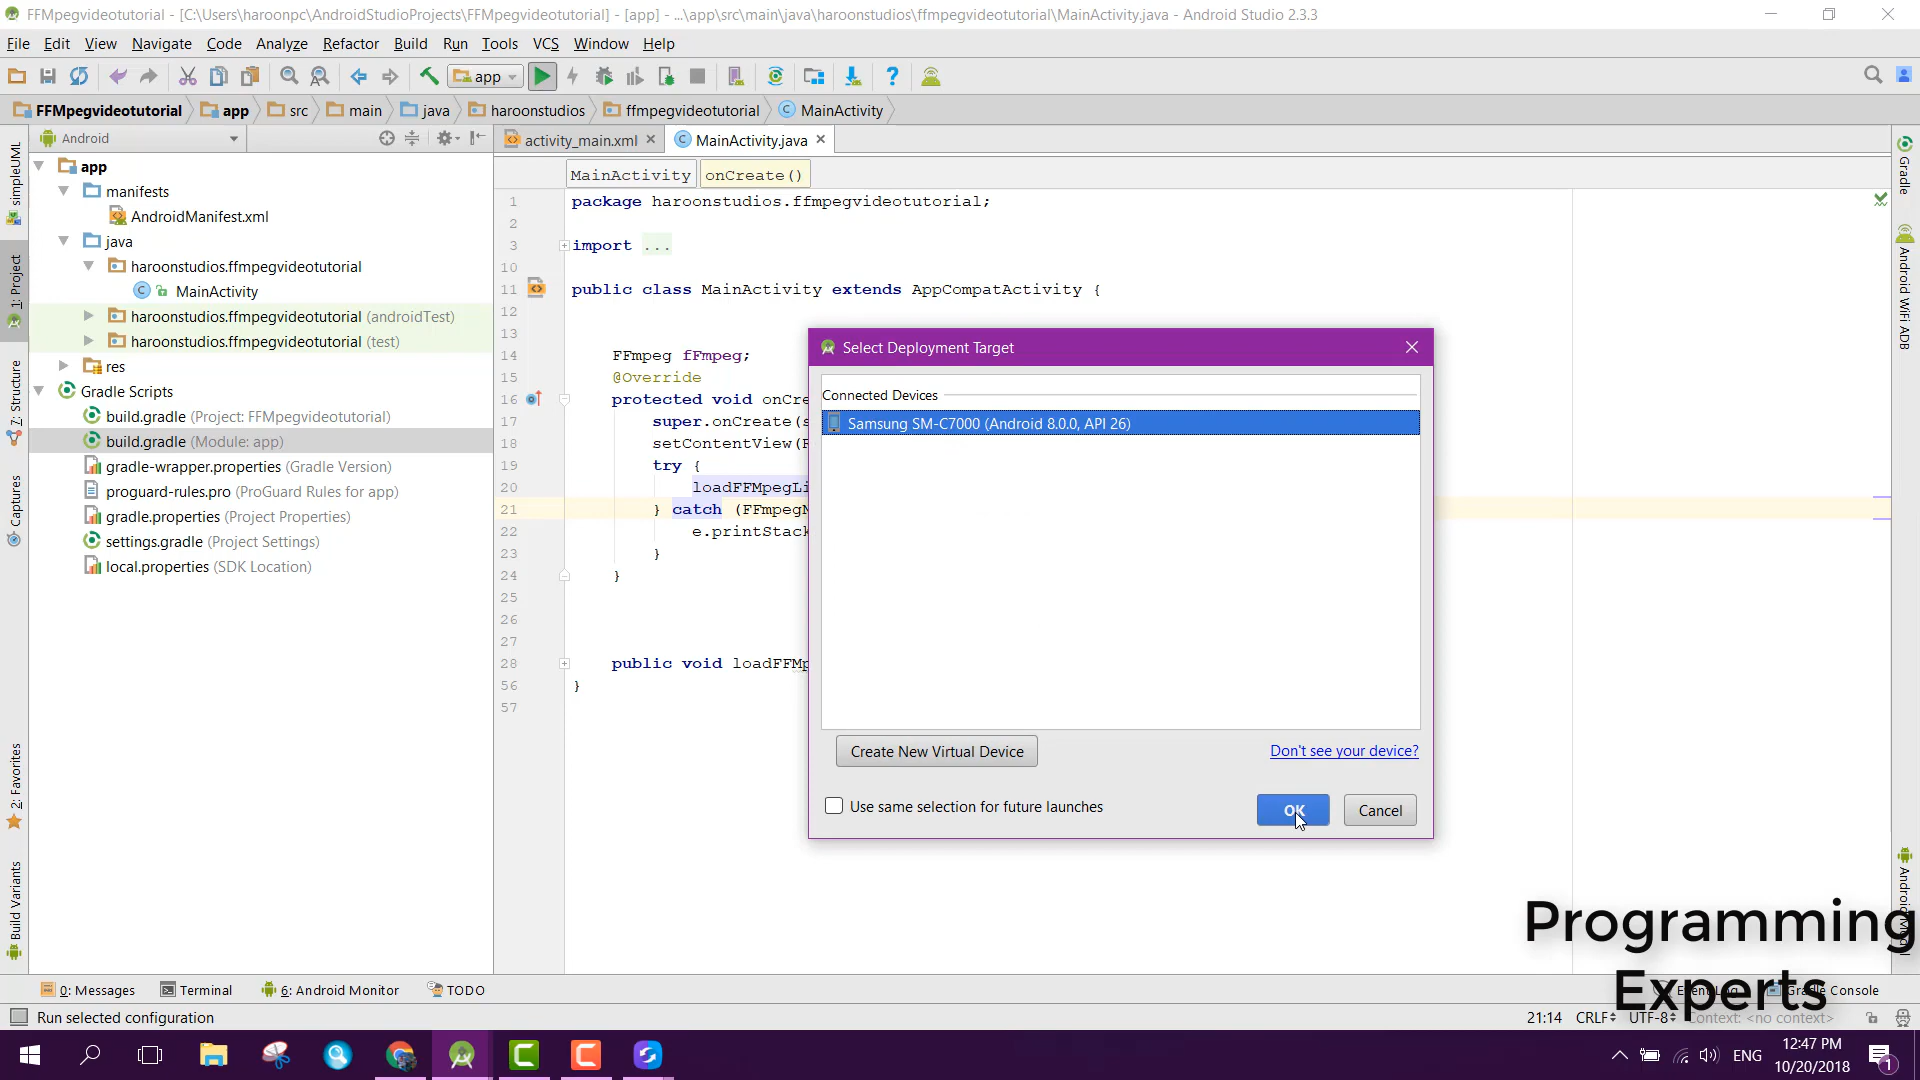 FFMpegvideotutorial - [C:\Users\haroonpc\AndroidStudioProjects\FFMpegvideotutorial] - [app] - ...\app\src\main\java\haroonstudios\ffmpegvideotutorial\MainActivity.java - Android Studio 2.3.3
File Edit View Navigate Code Analyze Refactor Build Run Tools VCS Window Help
app
FFMpegvideotutorial app src main java haroonstudios ffmpegvideotutorial MainActivity
Android
activity_main.xml MainActivity.java
MainActivity onCreate()
app
manifests
AndroidManifest.xml
java
haroonstudios.ffmpegvideotutorial
MainActivity
haroonstudios.ffmpegvideotutorial (androidTest)
haroonstudios.ffmpegvideotutorial (test)
res
Gradle Scripts
build.gradle (Project: FFMpegvideotutorial)
build.gradle (Module: app)
gradle-wrapper.properties (Gradle Version)
proguard-rules.pro (ProGuard Rules for app)
gradle.properties (Project Properties)
settings.gradle (Project Settings)
local.properties (SDK Location)
simpleUML
1: Project
7: Structure
Captures
2: Favorites
Build Variants
1 package haroonstudios.ffmpegvideotutorial;
2
3 import ...
10
11 public class MainActivity extends AppCompatActivity {
12
13
14 FFmpeg fFmpeg;
15 @Override
16 protected void onCre
17 super.onCreate(s
18 setContentView(R
19 try {
20 loadFFMpegLi
21 } catch (FFmpegN
22 e.printStack
23 }
24 }
25
26
27
28 public void loadFFMp
56 }
57
Select Deployment Target
Connected Devices
Samsung SM-C7000 (Android 8.0.0, API 26)
Create New Virtual Device
Don't see your device?
Use same selection for future launches
OK
Cancel
Gradle
Android WiFi ADB
Programming
Experts
0: Messages Terminal 6: Android Monitor TODO
Gradle Console
Run selected configuration
21:14 CRLF UTF-8 Context: <no context>
ENG
12:47 PM
10/20/2018
1